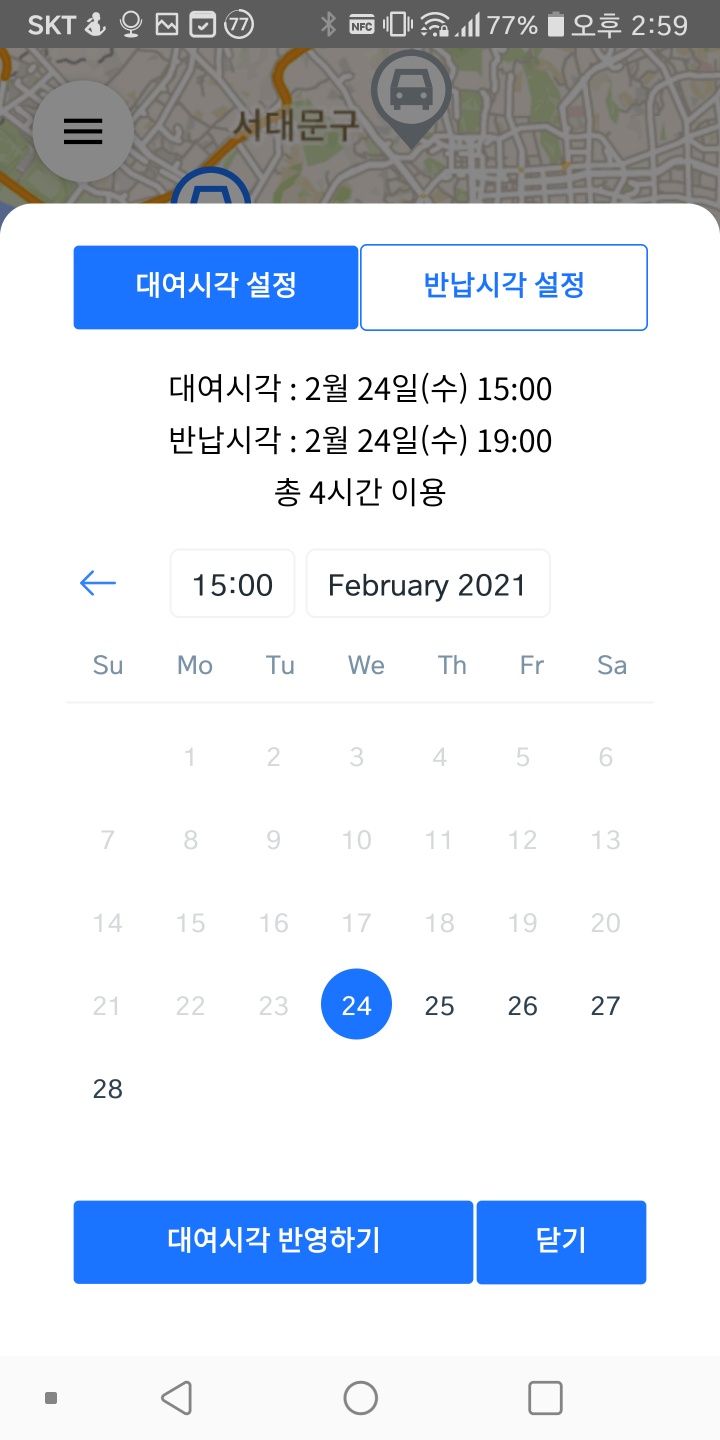 SKT 77 NFC 77% 오후 2:59
서대문구
대여시각 설정 반납시각 설정
대여시각 : 2월 24일(수) 15:00
반납시각 : 2월 24일(수) 19:00
총 4시간 이용
15:00 February 2021
Su Mo Tu We Th Fr Sa
1 2 3 4 5 6
7 8 9 10 11 12 13
14 15 16 17 18 19 20
21 22 23 24 25 26 27
28
대여시각 반영하기 닫기